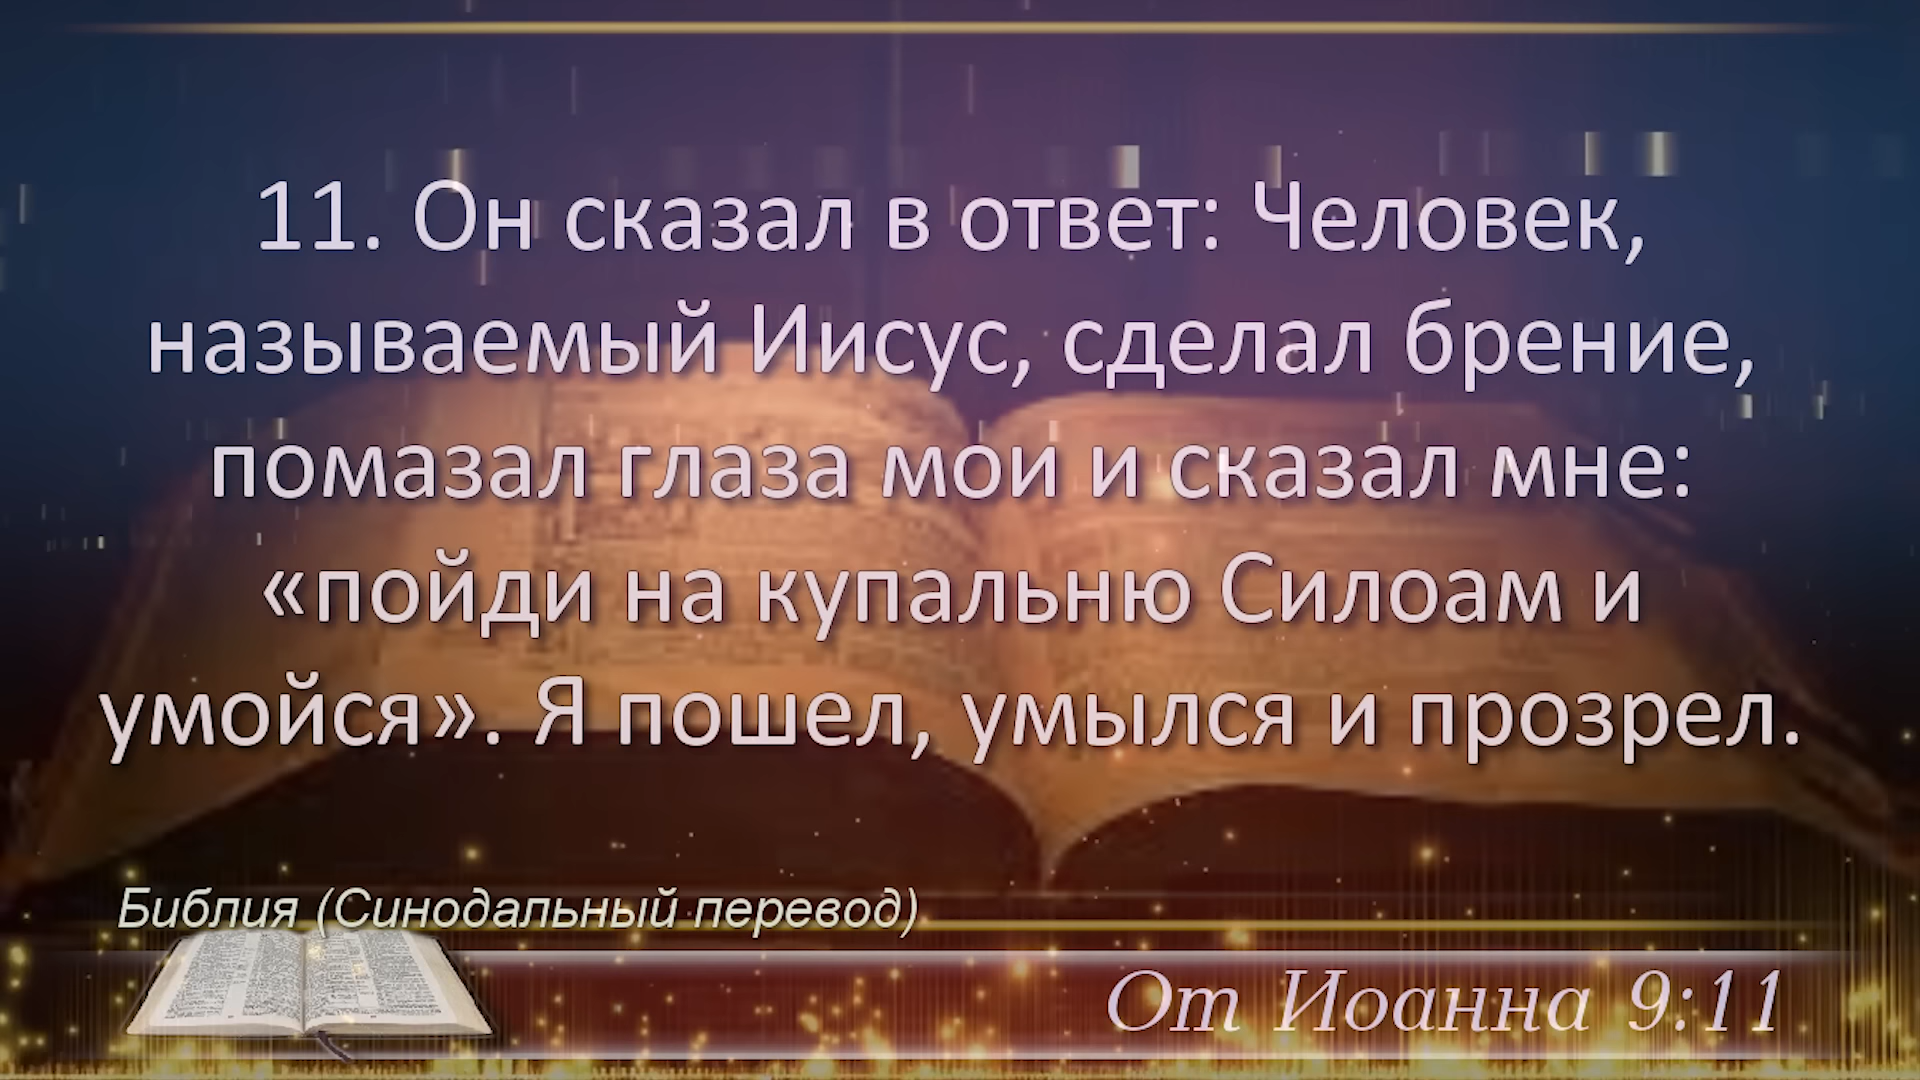 11. Он сказал в ответ: Человек,
называемый Иисус, сделал брение,
помазал глаза мои и сказал мне:
«пойди на купальню Силоам и
умойся». Я пошел, умылся и прозрел.
Библия (Синодальный перевод)
От Иоанна 9:11